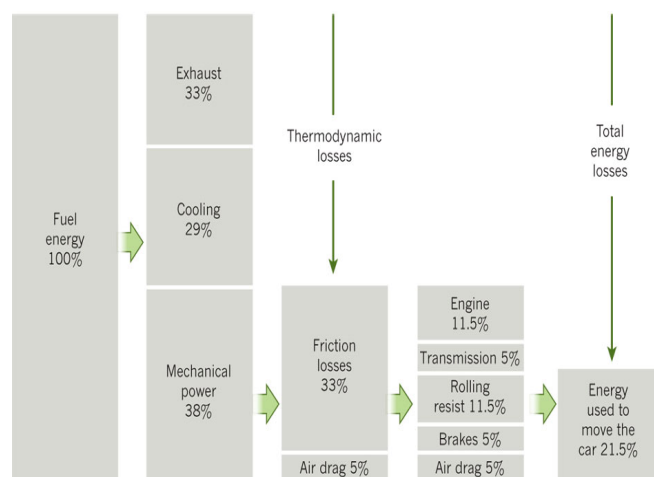 Fuel
energy
100%
Exhaust
33%
Cooling
29%
Mechanical
power
38%
Thermodynamic
losses
Friction
losses
33%
Air drag 5%
Engine
11.5%
Transmission 5%
Rolling
resist 11.5%
Brakes 5%
Air drag 5%
Total
energy
losses
Energy
used to
move the
car 21.5%